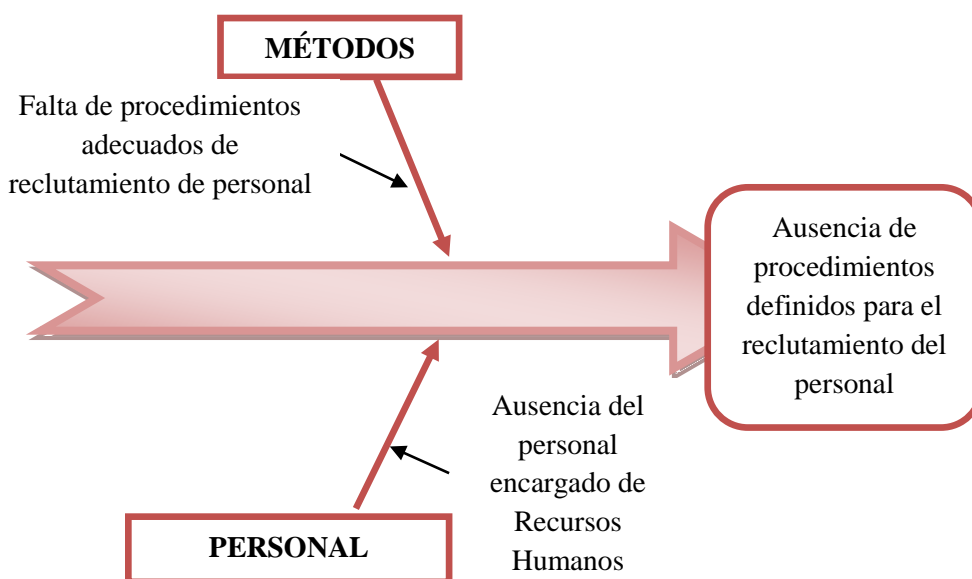 MÉTODOS
Falta de procedimientos
adecuados de
reclutamiento de personal
Ausencia de
procedimientos
definidos para el
reclutamiento del
personal
Ausencia del
personal
encargado de
Recursos
Humanos
PERSONAL